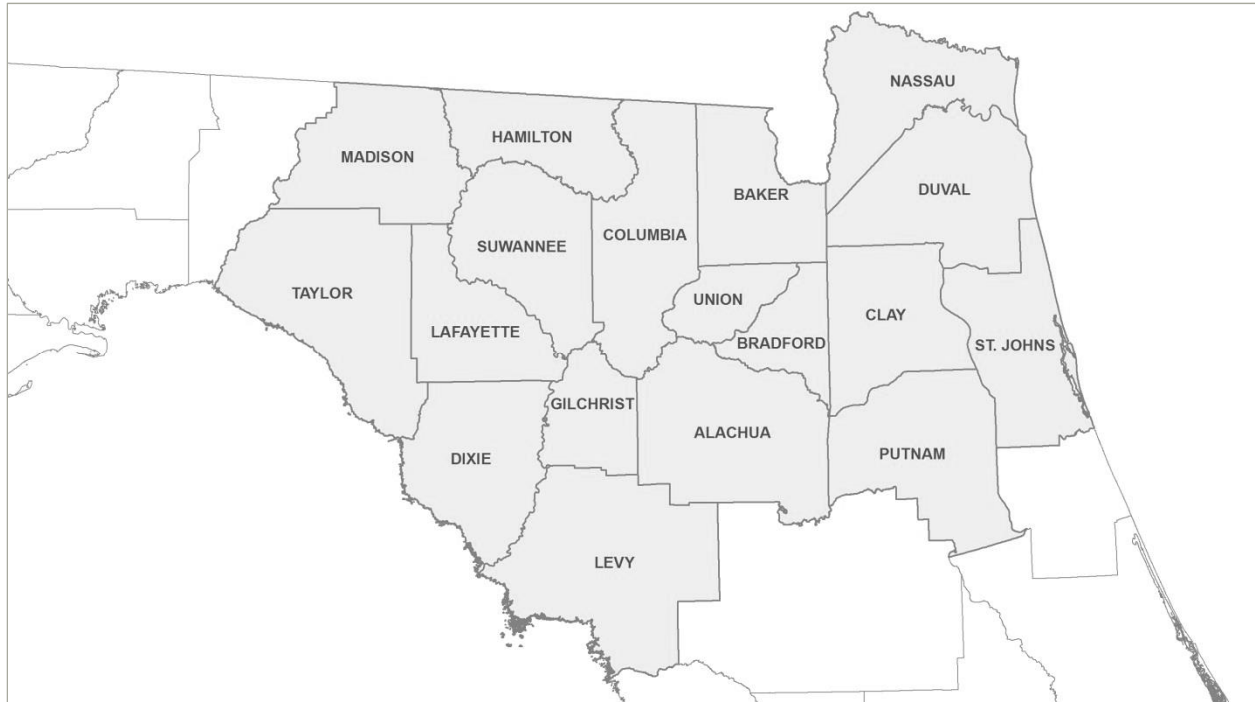 NASSAU
HAMILTON
MADISON
BAKER
DUVAL
COLUMBIA
SUWANNEE
TAYLOR
UNION
CLAY
LAFAYETTE
BRADFORD
ST. JOHNS
GILCHRIST
ALACHUA
DIXIE
PUTNAM
LEVY